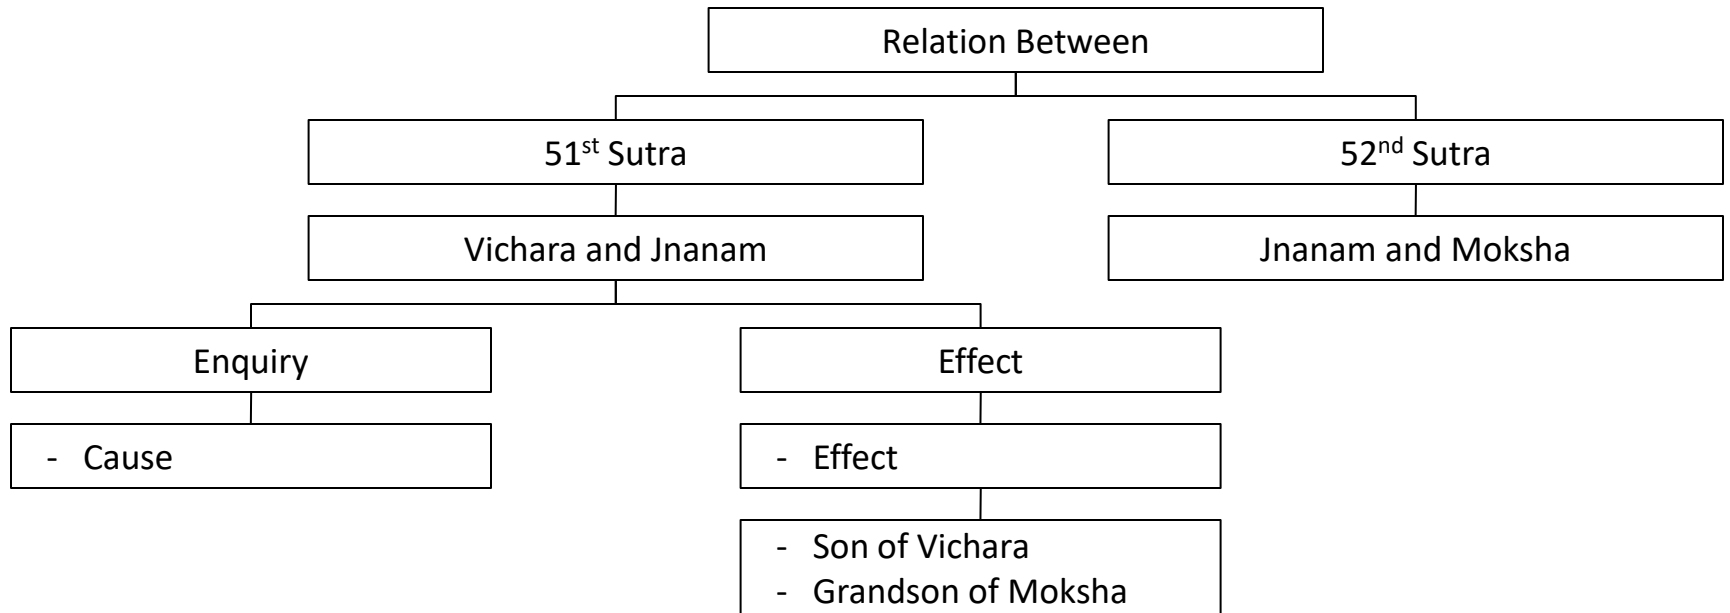 Relation Between
51st Sutra
52nd Sutra
Vichara and Jnanam
Jnanam and Moksha
Enquiry
Effect
- Cause
- Effect
- Son of Vichara
- Grandson of Moksha